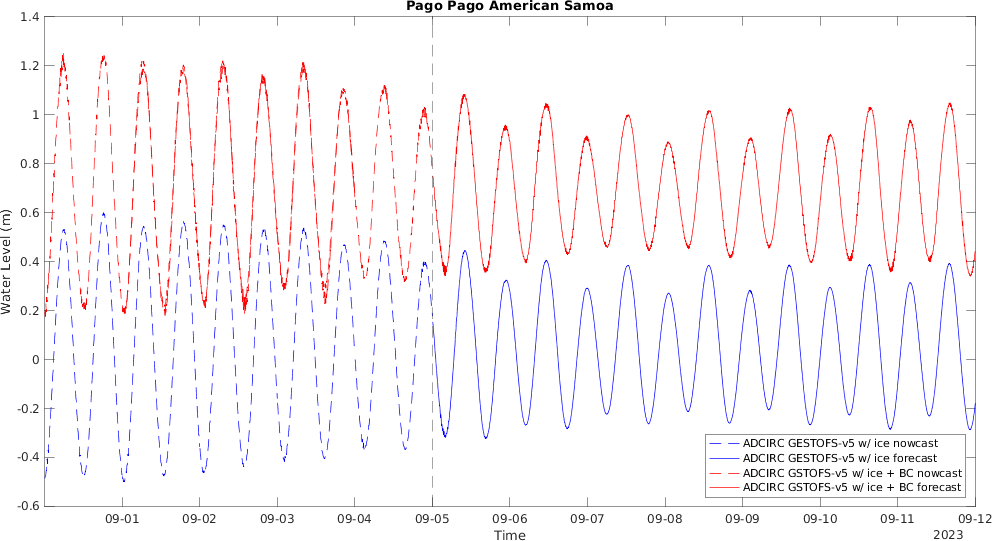 Pago Pago American Samoa
1.4
1.2
1
0.8
0.6
0.4
0.2
0
-0.2
-0.4
-0.6
Water Level (m)
ADCIRC GESTOFS-v5 w/ ice nowcast
ADCIRC GESTOFS-v5 w/ ice forecast
ADCIRC GSTOFS-v5 w/ ice + BC nowcast
ADCIRC GSTOFS-v5 w/ ice + BC forecast
09-01 09-02 09-03 09-04 09-05 09-06 09-07 09-08 09-09 09-10 09-11 09-12
Time
2023